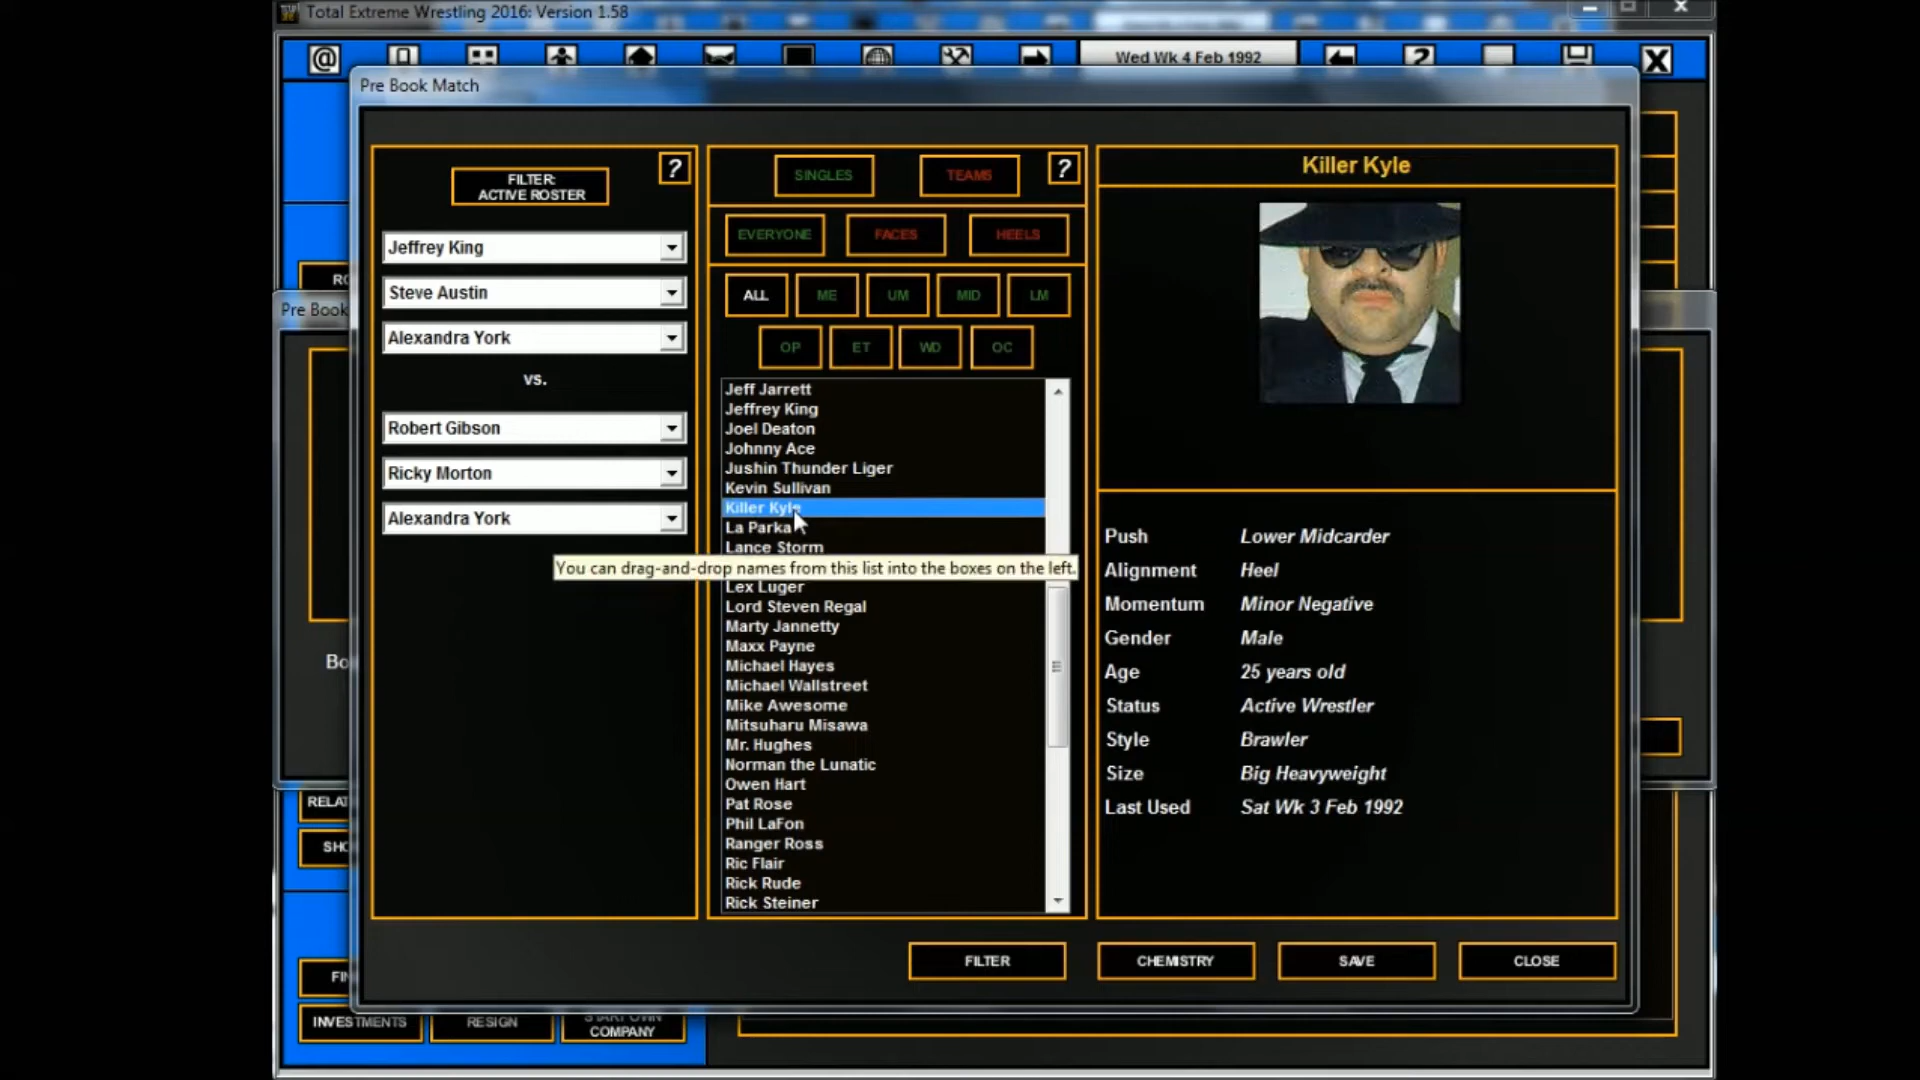 Total Extreme Wrestling 2016: Version 1.58
Wed Wk 4 Feb 1992
Pre Book Match
FILTER:
ACTIVE ROSTER
?
Jeffrey King
Steve Austin
Alexandra York
vs.
Robert Gibson
Ricky Morton
Alexandra York
SINGLES
TEAMS
?
EVERYONE
FACES
HEELS
ALL
ME
UM
MID
LM
OP
ET
WD
OC
Jeff Jarrett
Jeffrey King
Joel Deaton
Johnny Ace
Jushin Thunder Liger
Kevin Sullivan
Killer Kyle
La Parka
Lance Storm
You can drag-and-drop names from this list into the boxes on the left.
Lex Luger
Lord Steven Regal
Marty Jannetty
Maxx Payne
Michael Hayes
Michael Wallstreet
Mike Awesome
Mitsuharu Misawa
Mr. Hughes
Norman the Lunatic
Owen Hart
Pat Rose
Phil LaFon
Ranger Ross
Ric Flair
Rick Rude
Rick Steiner
Killer Kyle
Push Lower Midcarder
Alignment Heel
Momentum Minor Negative
Gender Male
Age 25 years old
Status Active Wrestler
Style Brawler
Size Big Heavyweight
Last Used Sat Wk 3 Feb 1992
FILTER
CHEMISTRY
SAVE
CLOSE
Pre Book
INVESTMENTS
RESIGN
START OWN
COMPANY